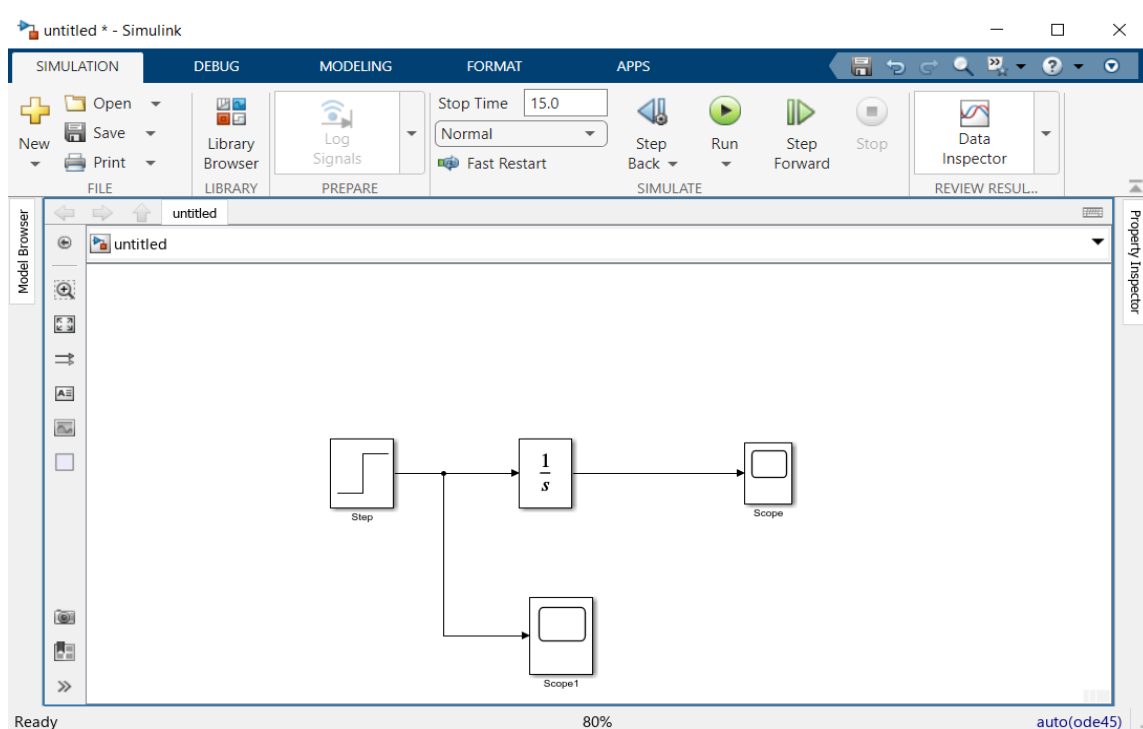 untitled * - Simulink
SIMULATION DEBUG MODELING FORMAT APPS
New
Open
Save
Print
FILE
Library
Browser
LIBRARY
Log
Signals
PREPARE
Stop Time 15.0
Normal
Fast Restart
Step
Back
Run
Step
Forward
Stop
SIMULATE
Data
Inspector
REVIEW RESUL...
Model Browser
untitled
untitled
Property Inspector
Step
1
s
Scope
Scope1
Ready 80% auto(ode45)